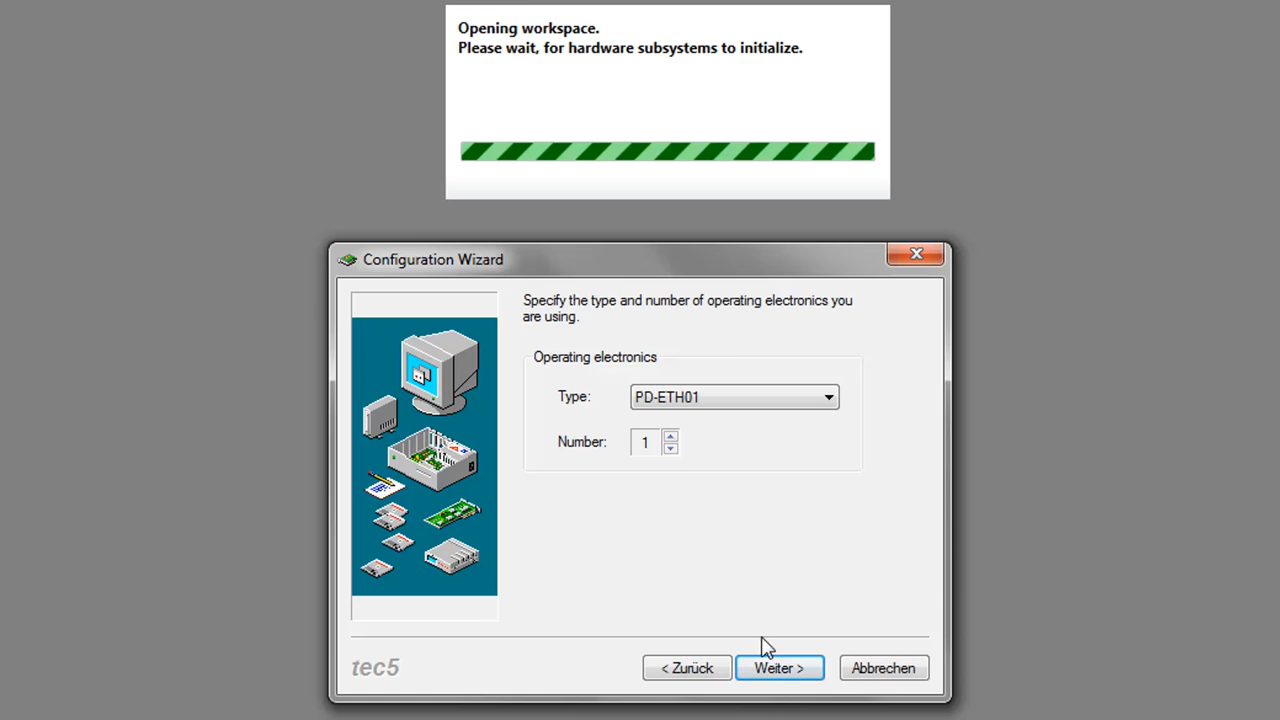 Opening workspace.
Please wait, for hardware subsystems to initialize.
Configuration Wizard
Specify the type and number of operating electronics you
are using.
Operating electronics
Type: PD-ETH01
Number: 1
tec5
< Zurück Weiter > Abbrechen